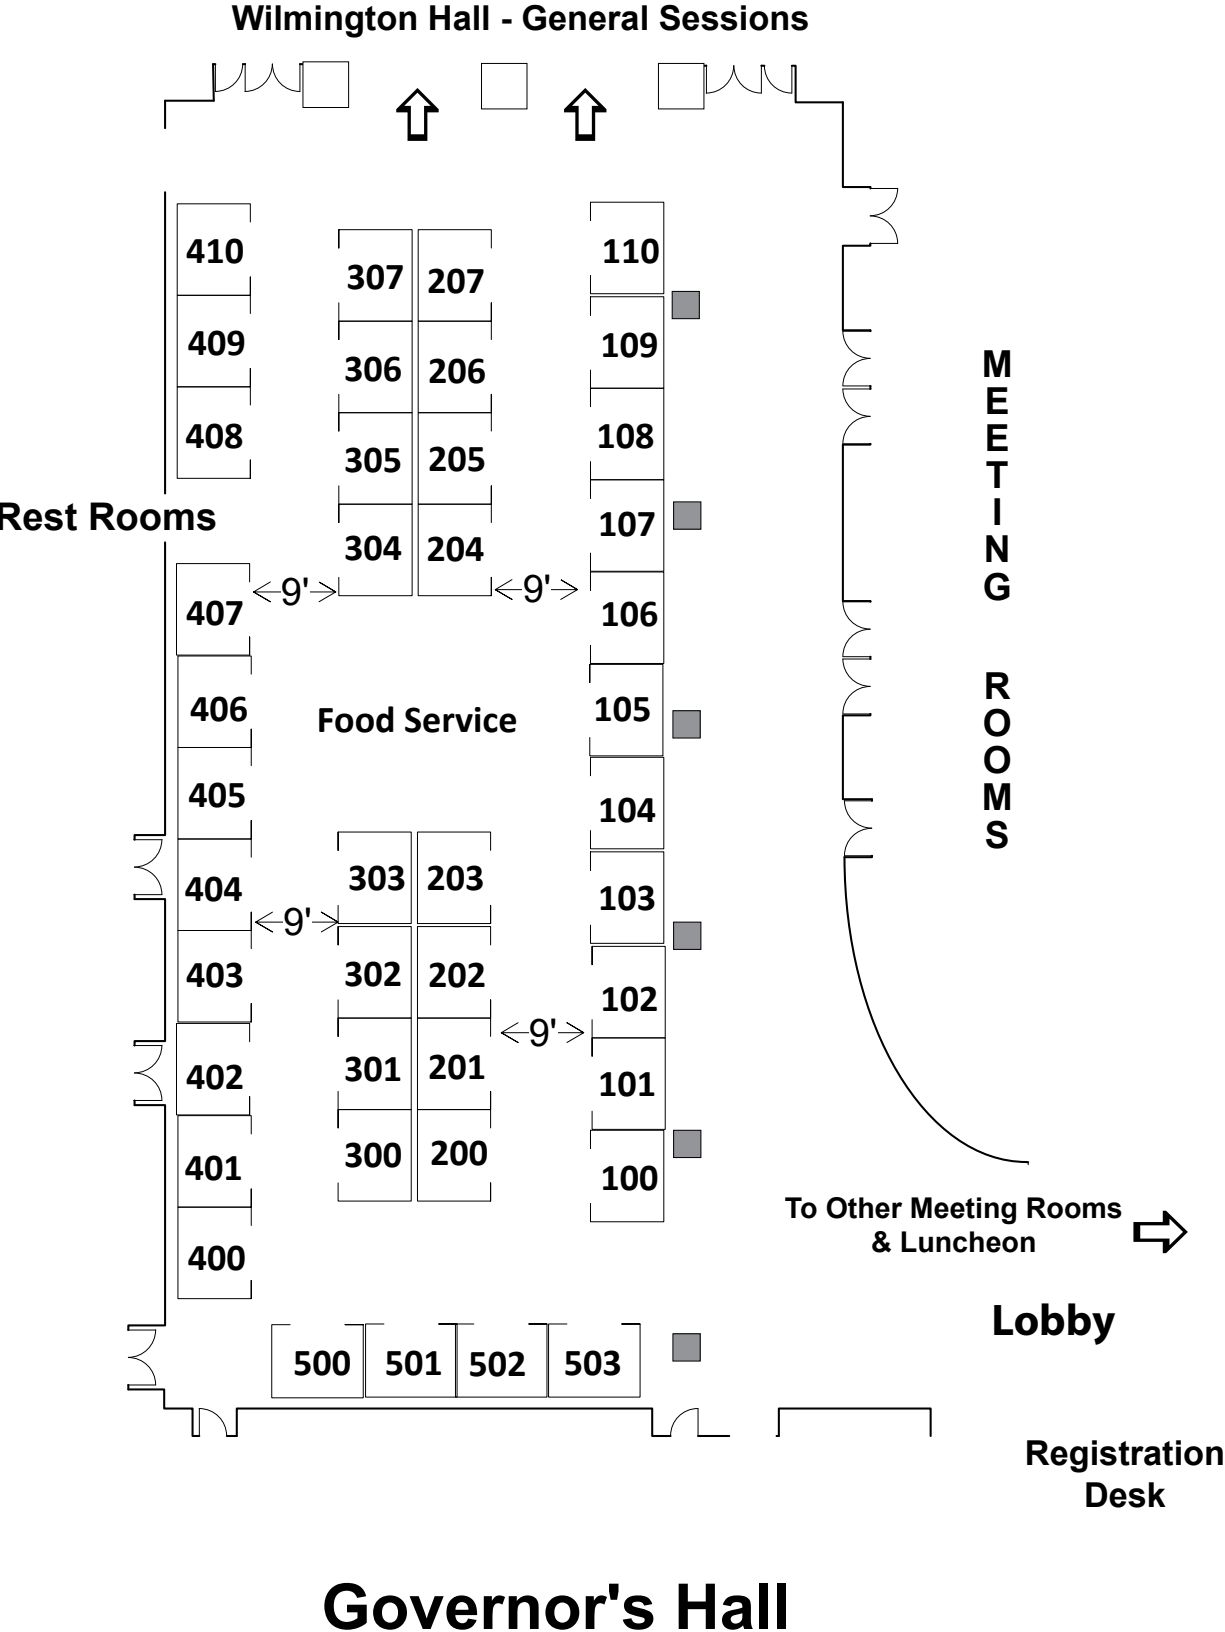 Wilmington Hall - General Sessions
410
307 207
110
409
306 206
109
408
305 205
108
Rest Rooms
304 204
107
407
9'
9'
106
406
Food Service
105
405
104
404
303 203
103
9'
403
302 202
102
9'
402
301 201
101
401
300 200
100
400
500 501 502 503
M
E
E
T
I
N
G
R
O
O
M
S
To Other Meeting Rooms
& Luncheon
Lobby
Registration
Desk
Governor's Hall